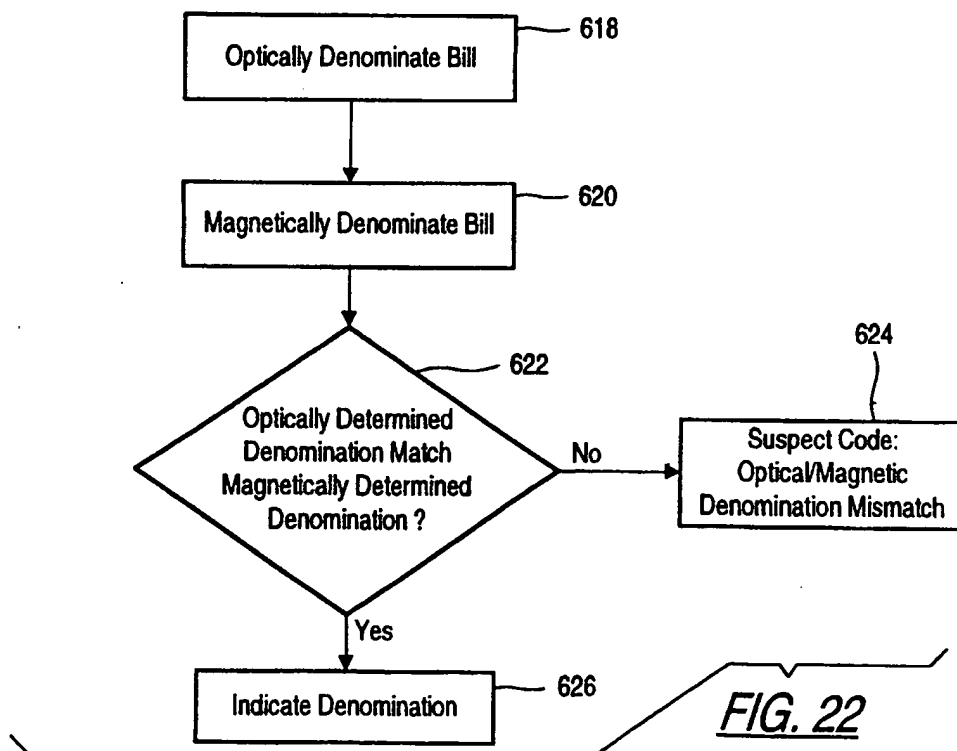 618
Optically Denominate Bill
620
Magnetically Denominate Bill
622
Optically Determined
Denomination Match
Magnetically Determined
Denomination ?
No
624
Suspect Code:
Optical/Magnetic
Denomination Mismatch
Yes
626
Indicate Denomination
FIG. 22